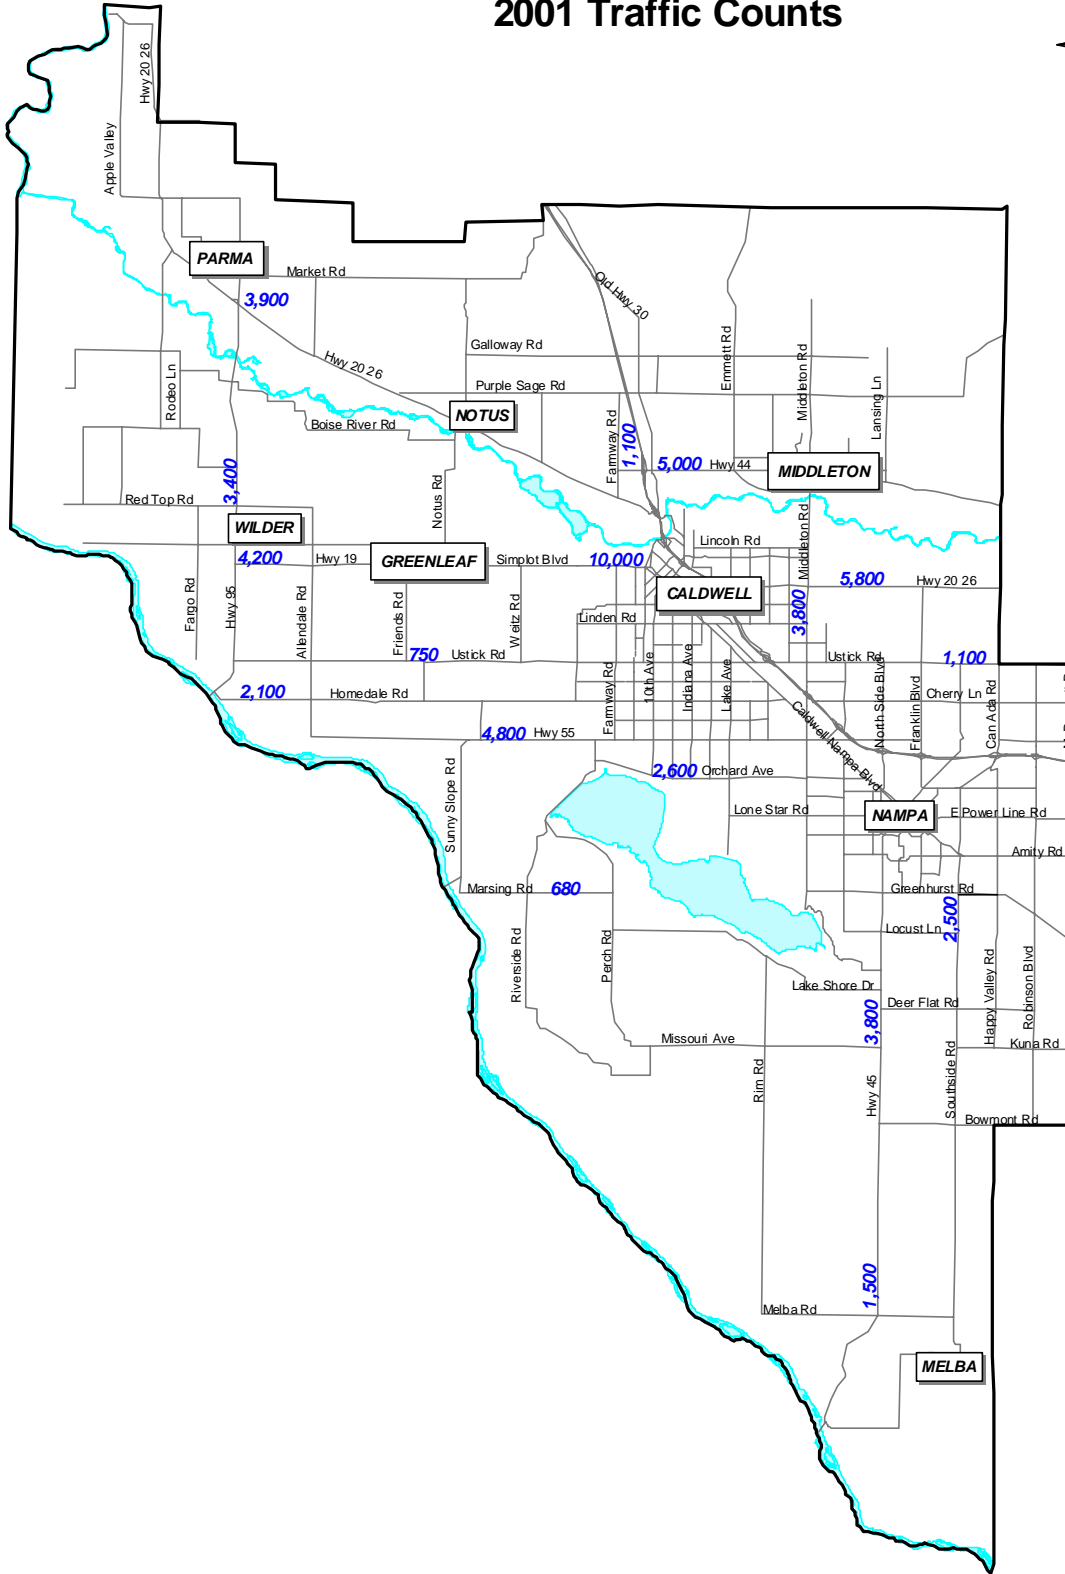 2001 Traffic Counts
Hwy 20 26
Apple Valley
PARMA
Market Rd
3,900
Old Hwy 30
Hwy 20 26
Galloway Rd
Emmett Rd
Middleton Rd
Lansing Ln
Rodeo Ln
Purple Sage Rd
NOTUS
Boise River Rd
Farmway Rd
1,100
5,000 Hwy 44
MIDDLETON
3,400
Red Top Rd
Notus Rd
WILDER
Middleton Rd
Lincoln Rd
4,200
Hwy 19
GREENLEAF
Simplot Blvd
10,000
CALDWELL
5,800
Hwy 20 26
Fargo Rd
Hwy 95
Allendale Rd
Friends Rd
Weitz Rd
Linden Rd
3,800
750
Ustick Rd
Ustick Rd
1,100
10th Ave
Indiana Ave
Lake Ave
Farmway Rd
North Side Blvd
Franklin Blvd
Can Ada Rd
2,100
Homedale Rd
Cherry Ln
Caldwell Nampa Blvd
4,800 Hwy 55
Sunny Slope Rd
2,600 Orchard Ave
Lone Star Rd
NAMPA
E Power Line Rd
Amity Rd
Marsing Rd
680
Greenhurst Rd
2,500
Locust Ln
Riverside Rd
Perch Rd
Happy Valley Rd
Robinson Blvd
Lake Shore Dr
Deer Flat Rd
3,800
Missouri Ave
Kuna Rd
Rim Rd
Hwy 45
Southside Rd
Bowmont Rd
1,500
Melba Rd
MELBA